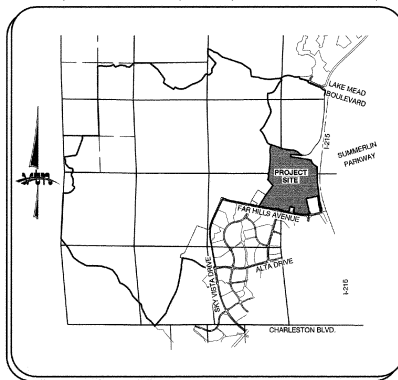 LAKE MEAD
BOULEVARD
I-215
SUMMERLIN
PARKWAY
PROJECT
SITE
FAR HILLS AVENUE
ALTA DRIVE
SKY VISTA DRIVE
I-215
CHARLESTON BLVD.